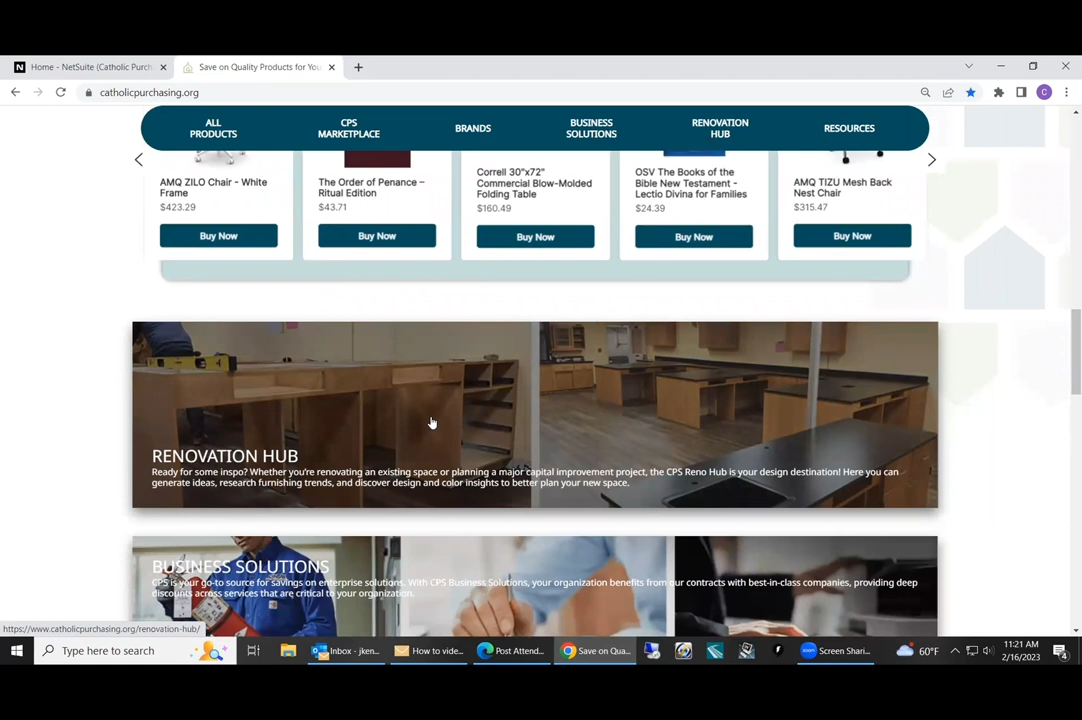 Home - NetSuite (Catholic Purch
Save on Quality Products for You
catholicpurchasing.org
ALL PRODUCTS
CPS MARKETPLACE
BRANDS
BUSINESS SOLUTIONS
RENOVATION HUB
RESOURCES
AMQ ZILO Chair - White
Frame
$423.29
Buy Now
The Order of Penance –
Ritual Edition
$43.71
Buy Now
Correll 30"x72"
Commercial Blow-Molded
Folding Table
$160.49
Buy Now
OSV The Books of the
Bible New Testament -
Lectio Divina for Families
$24.39
Buy Now
AMQ TIZU Mesh Back
Nest Chair
$315.47
Buy Now
RENOVATION HUB
Ready for some inspo? Whether you're renovating an existing space or planning a major capital improvement project, the CPS Reno Hub is your design destination! Here you can
generate ideas, research furnishing trends, and discover design and color insights to better plan your new space.
BUSINESS SOLUTIONS
CPS is your go-to source for savings on enterprise solutions. With CPS Business Solutions, your organization benefits from our contracts with best-in-class companies, providing deep
discounts across services that are critical to your organization.
https://www.catholicpurchasing.org/renovation-hub/
Type here to search
Inbox - jken...
How to vide...
Post Attend...
Save on Qua...
Screen Shari...
60°F
11:21 AM
2/16/2023
4